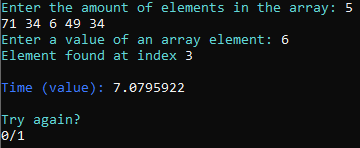 Enter the amount of elements in the array: 5
71 34 6 49 34
Enter a value of an array element: 6
Element found at index 3
Time (value): 7.0795922
Try again?
0/1